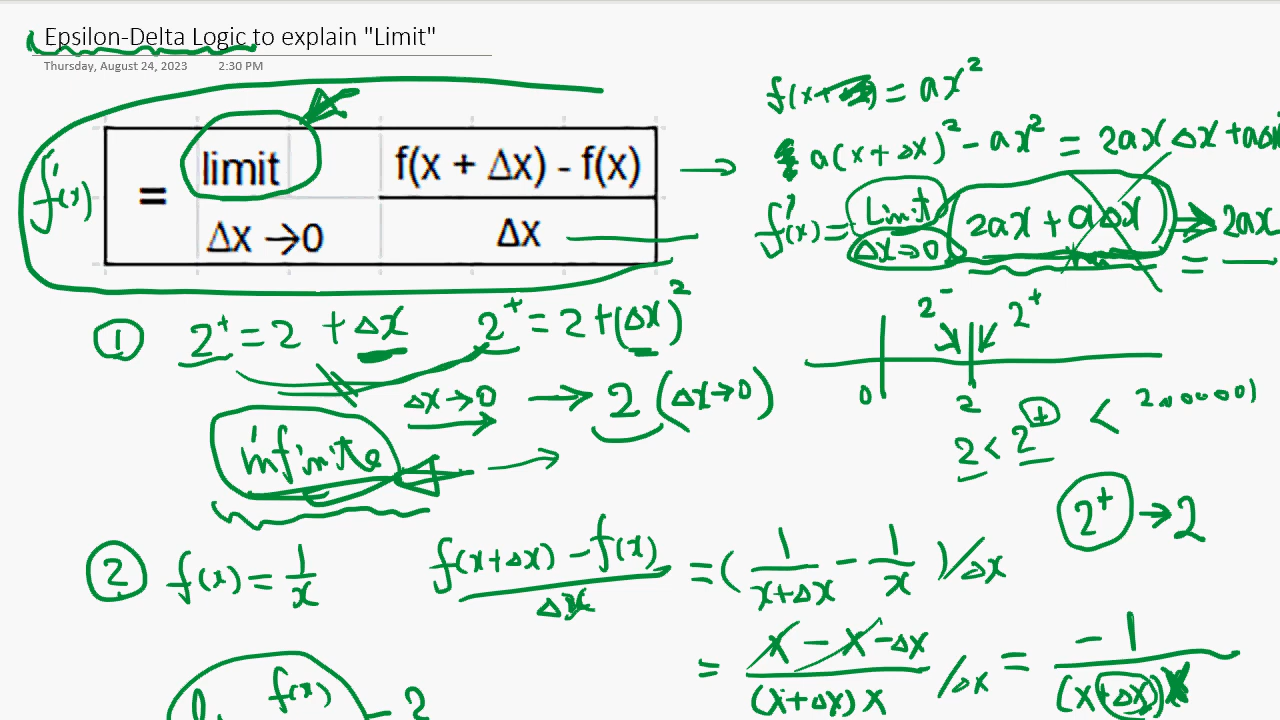 Epsilon-Delta Logic to explain "Limit"
Thursday, August 24, 2023 2:30 PM
f'(x) = limit Δx →0 f(x + Δx) - f(x) / Δx
f(x) = ax²
a(x+Δx)² - ax² = 2axΔx + aΔx
f'(x) = Limit Δx→0 2ax + aΔx → 2ax
=
① 2⁺ = 2 + Δx 2⁺ = 2+(Δx)²
2⁻ 2⁺
0 2
Δx→0 → 2 (Δx→0)
infinite →
2 < 2⁺ < 2.000001
2⁺ → 2
② f(x) = 1/x f(x+Δx) - f(x) / Δx = (1/x+Δx - 1/x)/Δx
= x - x - Δx / (x+Δx)x /Δx = -1 / (x+Δx)x
f(x)